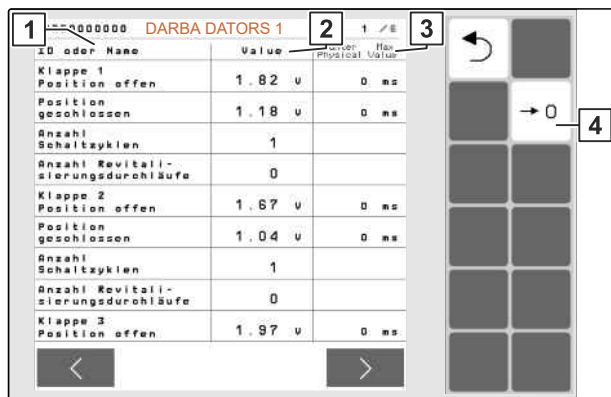 0000000 DARBA DATORS 1 1 /6
1 2 3
ID oder Name Value Max
Physical Value
Klappe 1
Position offen 1.82 V 0 ms
Position
geschlossen 1.18 V 0 ms
Anzahl
Schaltzyklen 1
Anzahl Revitali-
sierungsdurchläufe 0
Klappe 2
Position offen 1.67 V 0 ms
Position
geschlossen 1.04 V 0 ms
Anzahl
Schaltzyklen 1
Anzahl Revitali-
sierungsdurchläufe 0
Klappe 3
Position offen 1.97 V 0 ms
→ 0
4